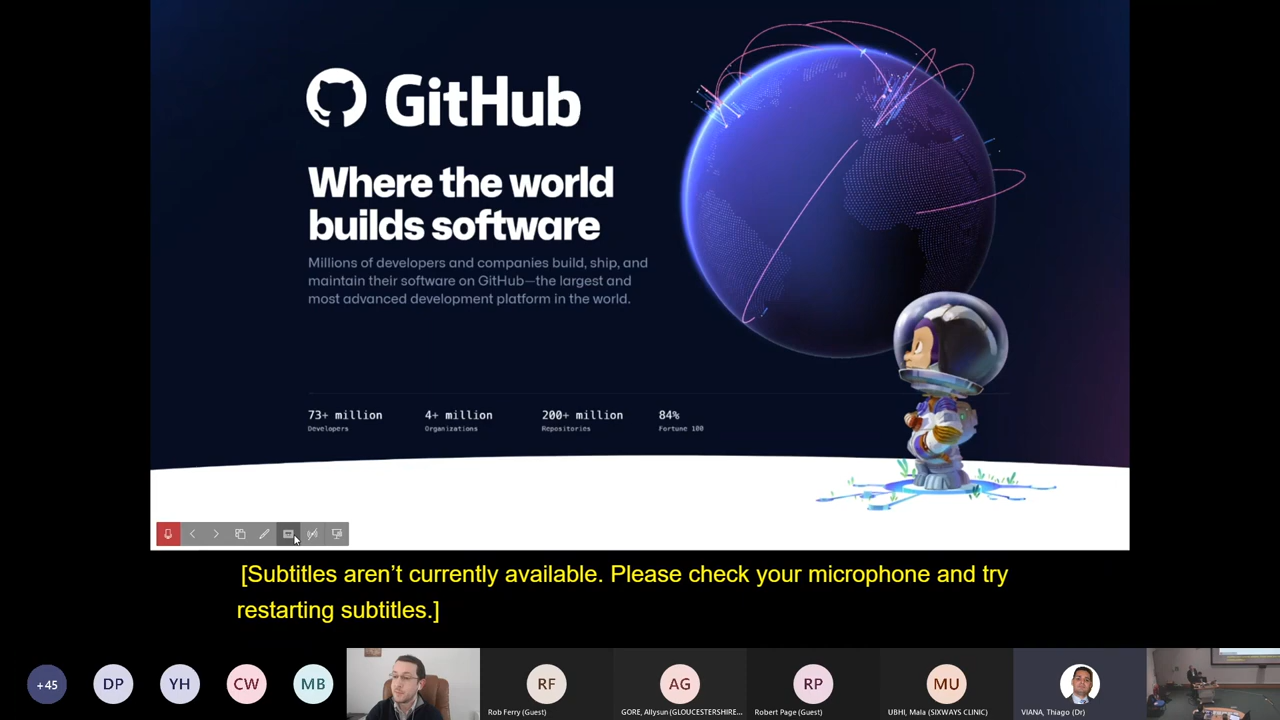 GitHub
Where the world
builds software
Millions of developers and companies build, ship, and
maintain their software on GitHub—the largest and
most advanced development platform in the world.
73+ million
Developers
4+ million
Organizations
200+ million
Repositories
84%
Fortune 100
[Subtitles aren’t currently available. Please check your microphone and try
restarting subtitles.]
+45
DP
YH
CW
MB
RF
Rob Ferry (Guest)
AG
GORE, Allysun (GLOUCESTERSHIRE...
RP
Robert Page (Guest)
MU
UBHI, Mala (SIXWAYS CLINIC)
VIANA, Thiago (Dr)